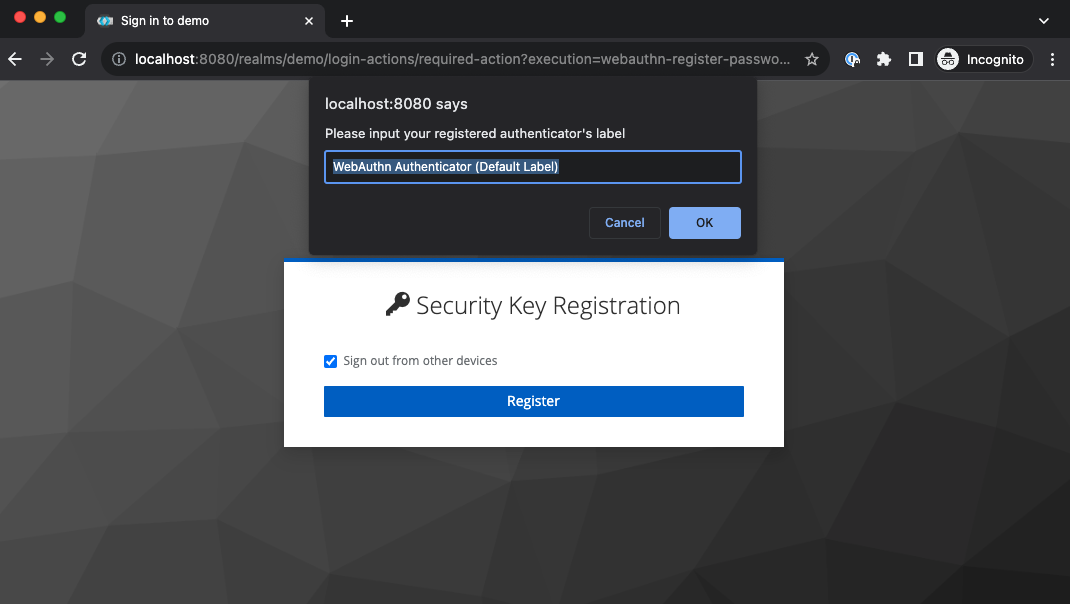 Sign in to demo
localhost:8080/realms/demo/login-actions/required-action?execution=webauthn-register-passwo...
Incognito
localhost:8080 says
Please input your registered authenticator's label
WebAuthn Authenticator (Default Label)
Cancel
OK
Security Key Registration
Sign out from other devices
Register